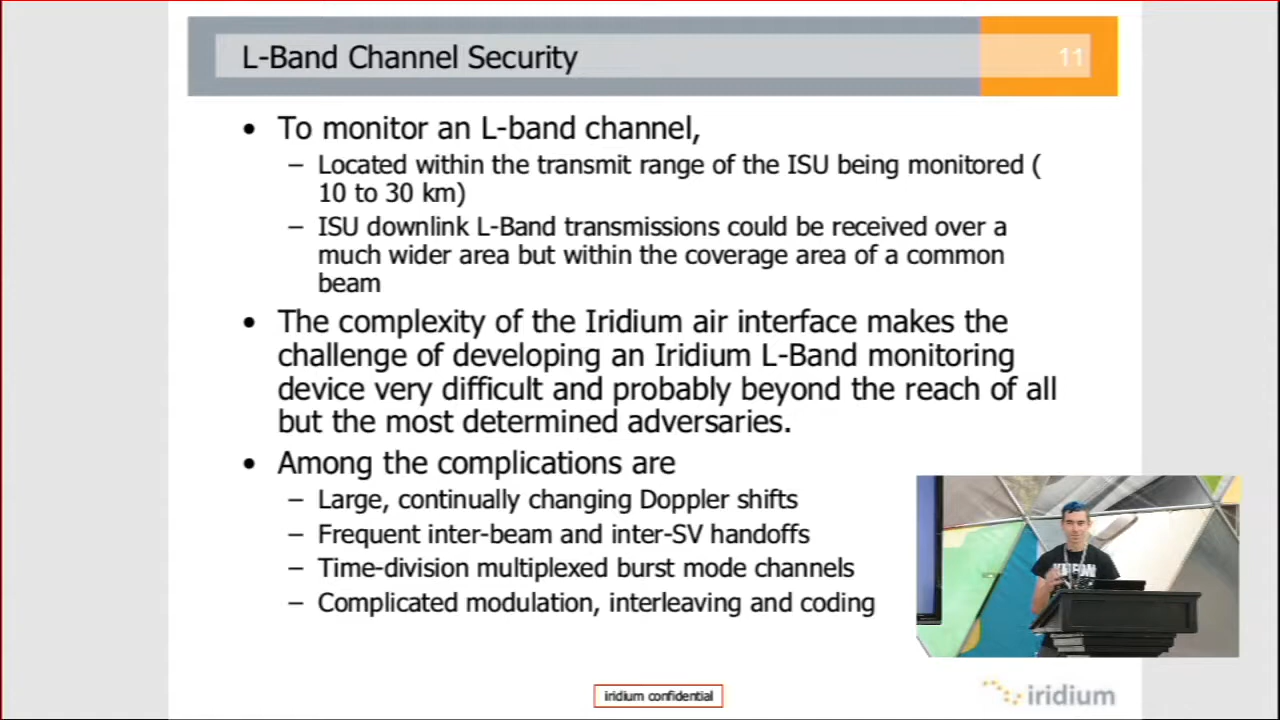 L-Band Channel Security
11
• To monitor an L-band channel,
– Located within the transmit range of the ISU being monitored (
10 to 30 km)
– ISU downlink L-Band transmissions could be received over a
much wider area but within the coverage area of a common
beam
• The complexity of the Iridium air interface makes the
challenge of developing an Iridium L-Band monitoring
device very difficult and probably beyond the reach of all
but the most determined adversaries.
• Among the complications are
– Large, continually changing Doppler shifts
– Frequent inter-beam and inter-SV handoffs
– Time-division multiplexed burst mode channels
– Complicated modulation, interleaving and coding
iridium confidential
iridium